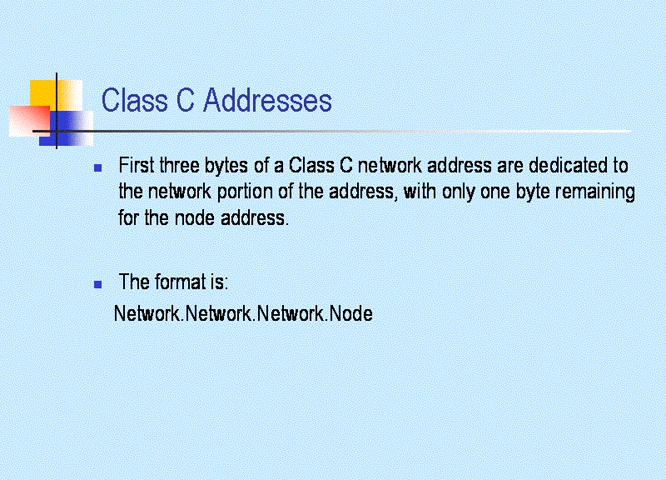 Class C Addresses
First three bytes of a Class C network address are dedicated to
the network portion of the address, with only one byte remaining
for the node address.
The format is:
Network.Network.Network.Node